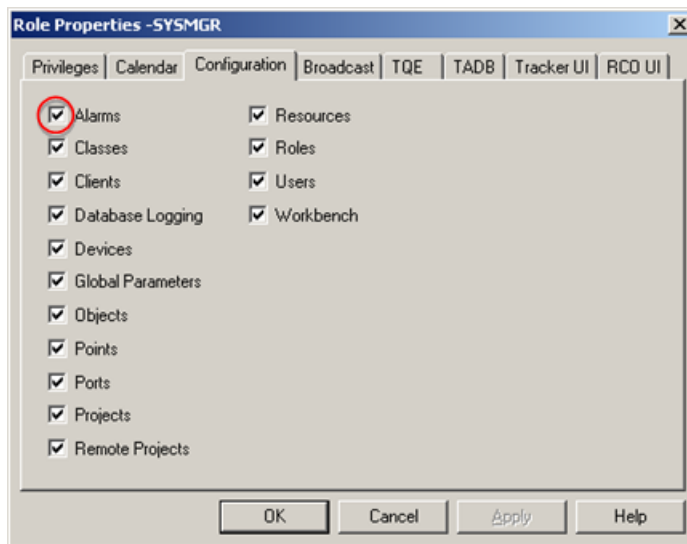 Role Properties -SYSMGR
Privileges Calendar Configuration Broadcast TQE TADB Tracker UI RCO UI
Alarms Resources
Classes Roles
Clients Users
Database Logging Workbench
Devices
Global Parameters
Objects
Points
Ports
Projects
Remote Projects
OK Cancel Apply Help